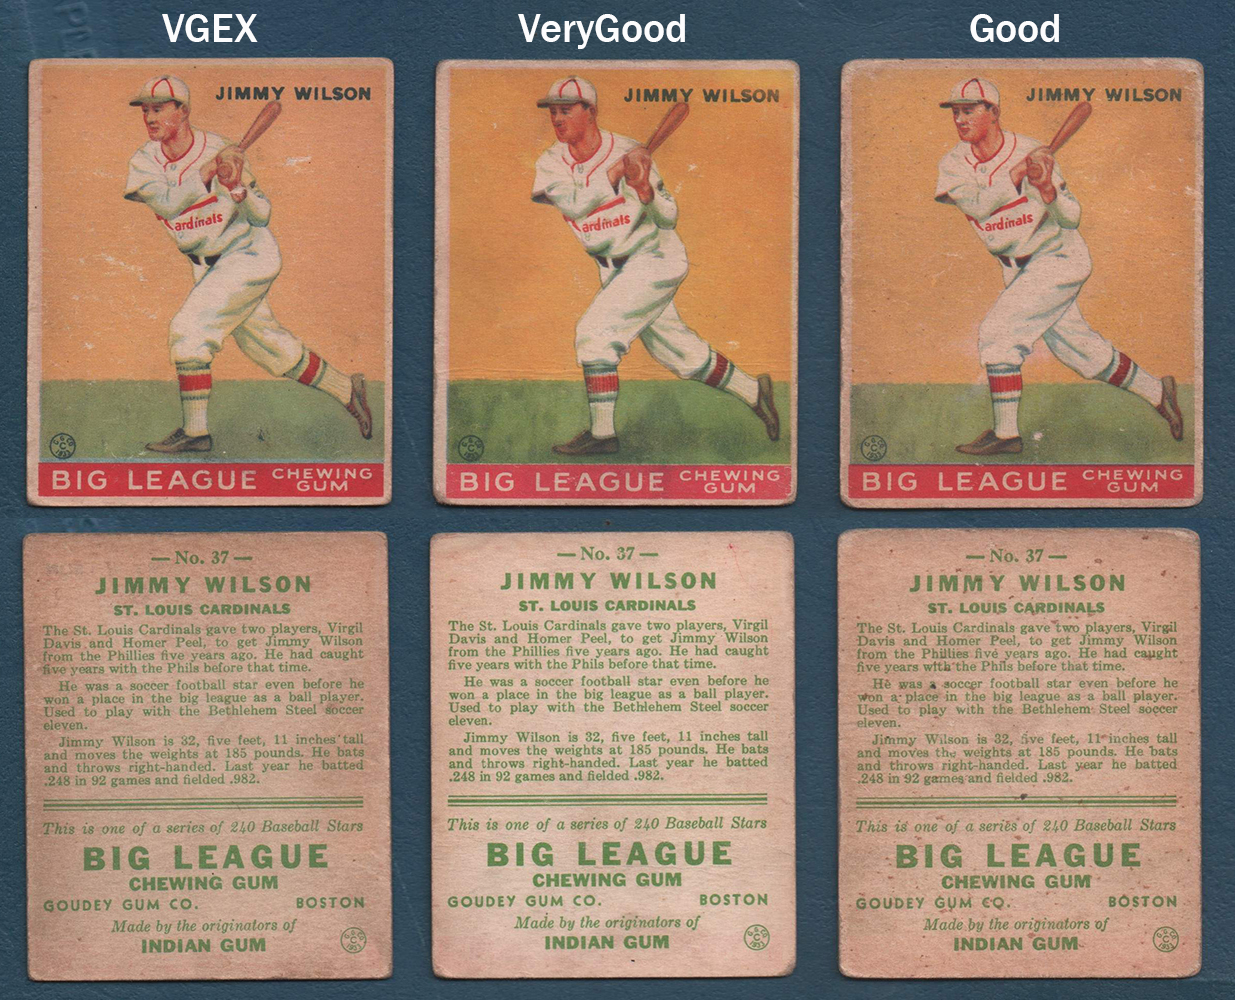 VGEX
VeryGood
Good
JIMMY WILSON
ardinals
BIG LEAGUE CHEWING
GUM
JIMMY WILSON
ardinals
BIG LEAGUE CHEWING
GUM
JIMMY WILSON
ardinals
BIG LEAGUE CHEWING
GUM
— No. 37 —
JIMMY WILSON
ST. LOUIS CARDINALS
The St. Louis Cardinals gave two players, Virgil
Davis and Homer Peel, to get Jimmy Wilson
from the Phillies five years ago. He had caught
five years with the Phils before that time.
He was a soccer football star even before he
won a place in the big league as a ball player.
Used to play with the Bethlehem Steel soccer
eleven.
Jimmy Wilson is 32, five feet, 11 inches tall
and moves the weights at 185 pounds. He bats
and throws right-handed. Last year he batted
.248 in 92 games and fielded .982.
This is one of a series of 240 Baseball Stars
BIG LEAGUE
CHEWING GUM
GOUDEY GUM CO. BOSTON
Made by the originators of
INDIAN GUM
— No. 37 —
JIMMY WILSON
ST. LOUIS CARDINALS
The St. Louis Cardinals gave two players, Virgil
Davis and Homer Peel, to get Jimmy Wilson
from the Phillies five years ago. He had caught
five years with the Phils before that time.
He was a soccer football star even before he
won a place in the big league as a ball player.
Used to play with the Bethlehem Steel soccer
eleven.
Jimmy Wilson is 32, five feet, 11 inches tall
and moves the weights at 185 pounds. He bats
and throws right-handed. Last year he batted
.248 in 92 games and fielded .982.
This is one of a series of 240 Baseball Stars
BIG LEAGUE
CHEWING GUM
GOUDEY GUM CO. BOSTON
Made by the originators of
INDIAN GUM
— No. 37 —
JIMMY WILSON
ST. LOUIS CARDINALS
The St. Louis Cardinals gave two players, Virgil
Davis and Homer Peel, to get Jimmy Wilson
from the Phillies five years ago. He had caught
five years with the Phils before that time.
He was a soccer football star even before he
won a place in the big league as a ball player.
Used to play with the Bethlehem Steel soccer
eleven.
Jimmy Wilson is 32, five feet, 11 inches tall
and moves the weights at 185 pounds. He bats
and throws right-handed. Last year he batted
.248 in 92 games and fielded .982.
This is one of a series of 240 Baseball Stars
BIG LEAGUE
CHEWING GUM
GOUDEY GUM CO. BOSTON
Made by the originators of
INDIAN GUM